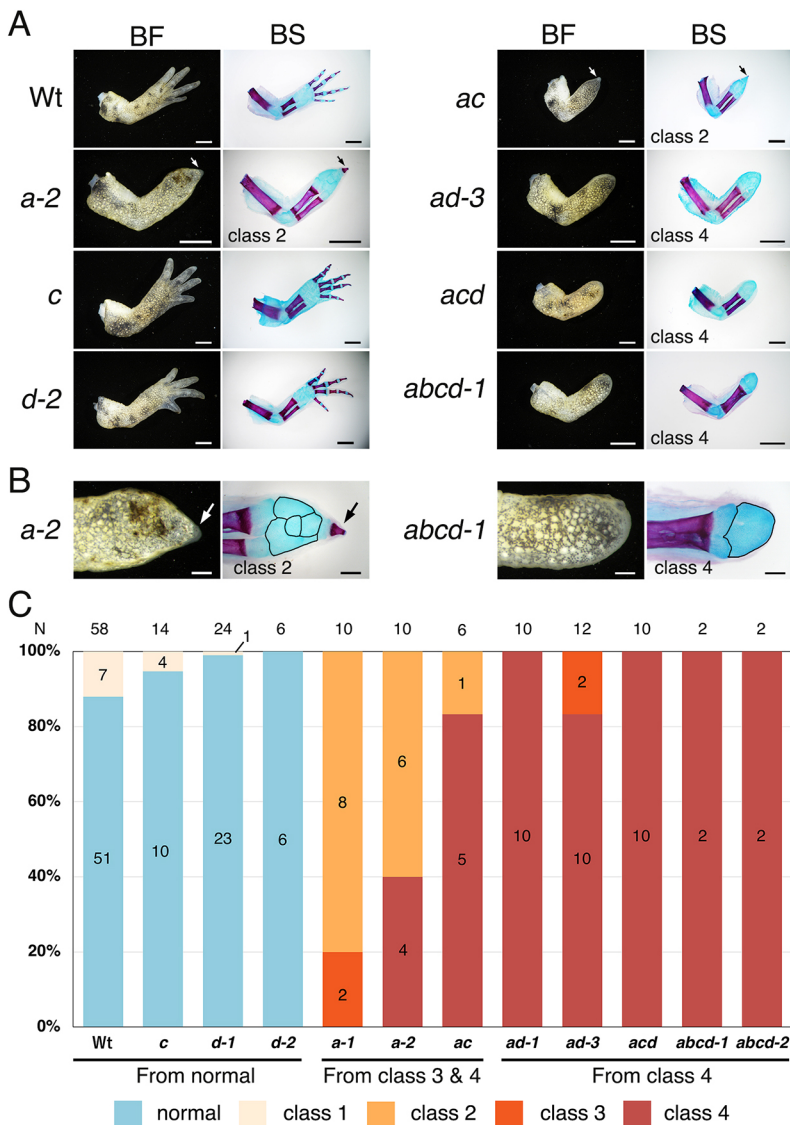 A
BF BS
Wt
a-2
class 2
c
d-2
BF BS
ac
class 2
ad-3
class 4
acd
class 4
abcd-1
class 4
B
a-2
class 2
abcd-1
class 4
C
N 58 14 24 6 10 10 6 10 12 10 2 2
1
100%
80%
60%
40%
20%
0%
7 4 1 2
8 6
51 10 23 6 5 10 10 10 2 2
2 4
Wt c d-1 d-2 a-1 a-2 ac ad-1 ad-3 acd abcd-1 abcd-2
From normal From class 3 & 4 From class 4
normal class 1 class 2 class 3 class 4